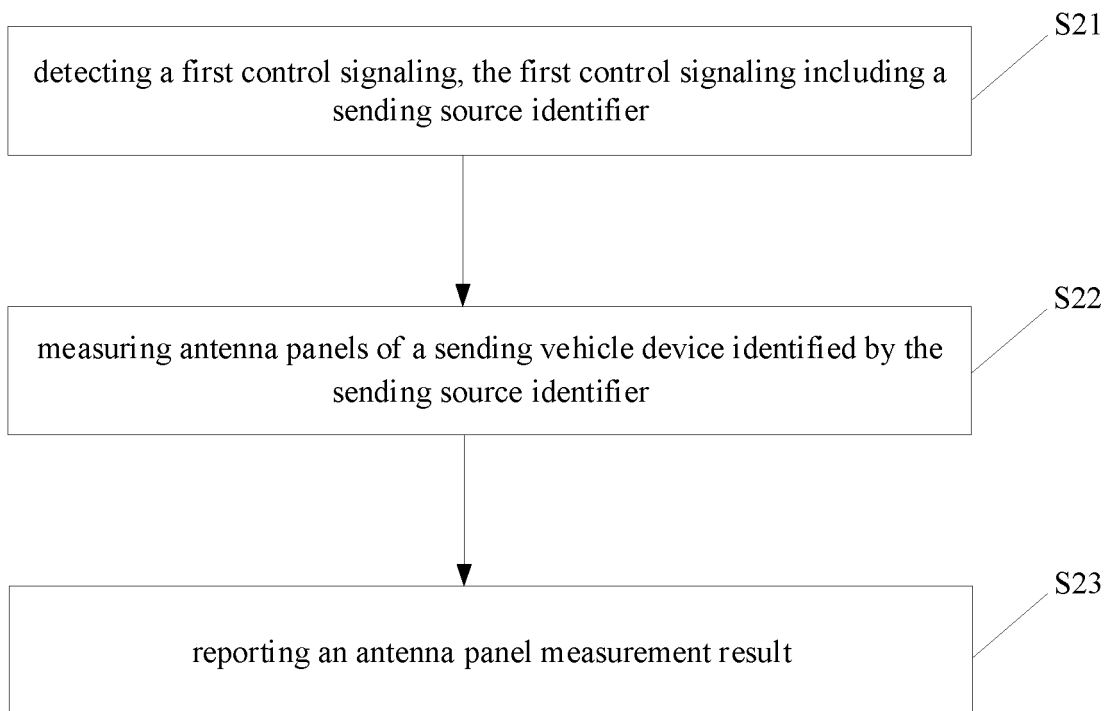 S21
detecting a first control signaling, the first control signaling including a
sending source identifier
S22
measuring antenna panels of a sending vehicle device identified by the
sending source identifier
S23
reporting an antenna panel measurement result